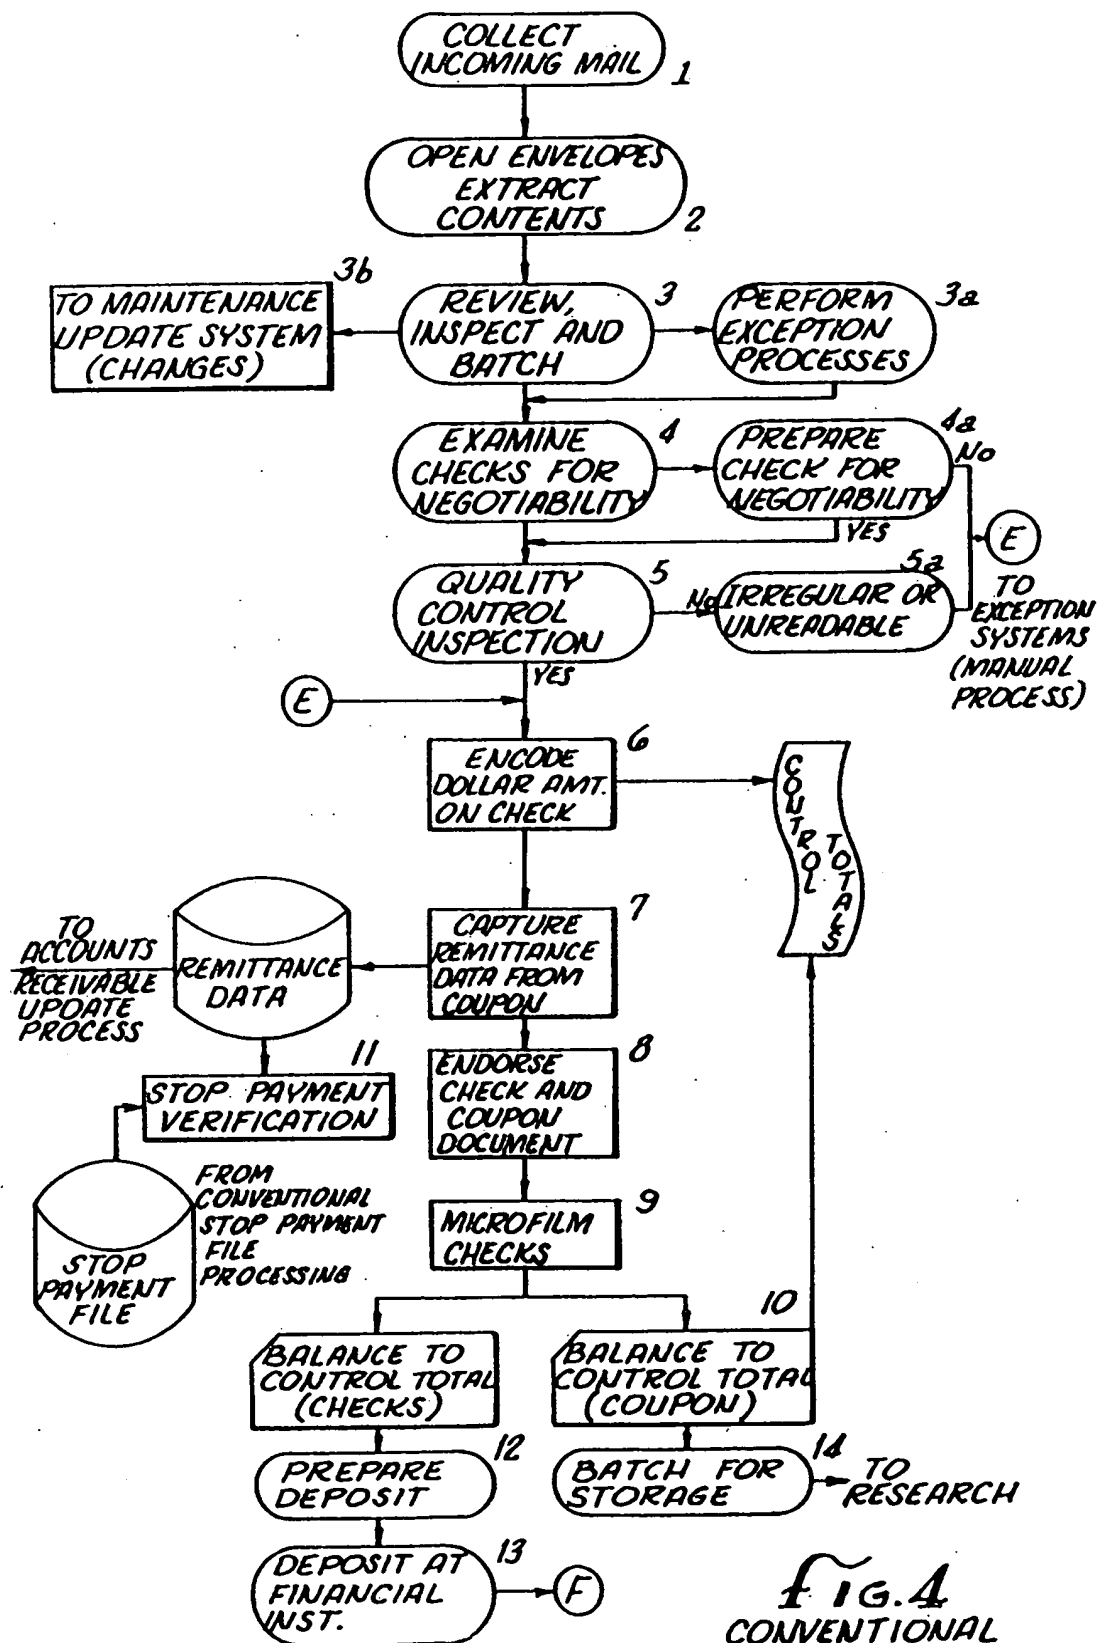 COLLECT
INCOMING MAIL
1
OPEN ENVELOPES
EXTRACT
CONTENTS
2
3b
TO MAINTENANCE
UPDATE SYSTEM
(CHANGES)
REVIEW,
INSPECT AND
BATCH
3
PERFORM
EXCEPTION
PROCESSES
3a
EXAMINE
CHECKS FOR
NEGOTIABILITY
4
PREPARE
CHECK FOR
NEGOTIABILITY
4a
NO
YES
E
TO
EXCEPTION
SYSTEMS
(MANUAL
PROCESS)
QUALITY
CONTROL
INSPECTION
5
NO
5a
IRREGULAR OR
UNREADABLE
YES
E
ENCODE
DOLLAR AMT.
ON CHECK
6
CONTROL
TOTALS
CAPTURE
REMITTANCE
DATA FROM
COUPON
7
REMITTANCE
DATA
TO
ACCOUNTS
RECEIVABLE
UPDATE
PROCESS
ENDORSE
CHECK AND
COUPON
DOCUMENT
8
11
STOP PAYMENT
VERIFICATION
FROM
CONVENTIONAL
STOP PAYMENT
FILE
PROCESSING
STOP
PAYMENT
FILE
MICROFILM
CHECKS
9
BALANCE TO
CONTROL TOTAL
(CHECKS)
10
BALANCE TO
CONTROL TOTAL
(COUPON)
12
PREPARE
DEPOSIT
14
BATCH FOR
STORAGE
TO
RESEARCH
13
DEPOSIT AT
FINANCIAL
INST.
F
FIG.4
CONVENTIONAL